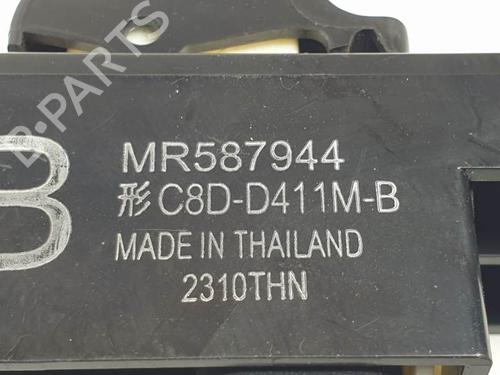 B
MR587944
形 C8D-D411M-B
MADE IN THAILAND
2310THN
B-PARTS